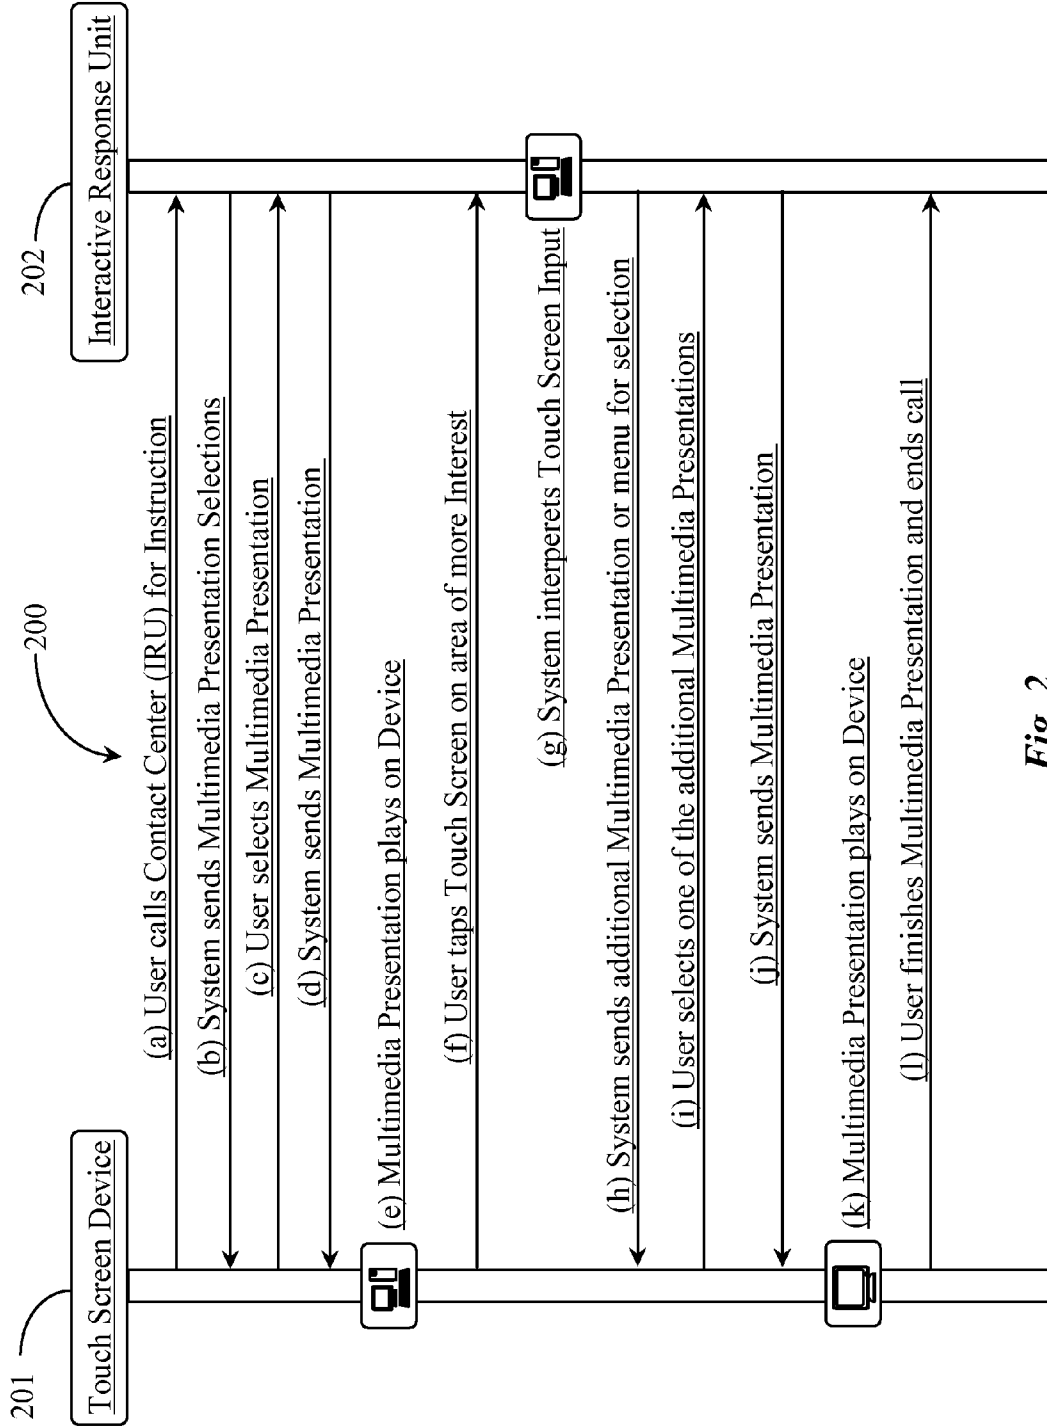 200
201
202
Touch Screen Device
Interactive Response Unit
(a) User calls Contact Center (IRU) for Instruction
(b) System sends Multimedia Presentation Selections
(c) User selects Multimedia Presentation
(d) System sends Multimedia Presentation
(e) Multimedia Presentation plays on Device
(f) User taps Touch Screen on area of more Interest
(g) System interperets Touch Screen Input
(h) System sends additional Multimedia Presentation or menu for selection
(i) User selects one of the additional Multimedia Presentations
(j) System sends Multimedia Presentation
(k) Multimedia Presentation plays on Device
(l) User finishes Multimedia Presentation and ends call
Fig. 2